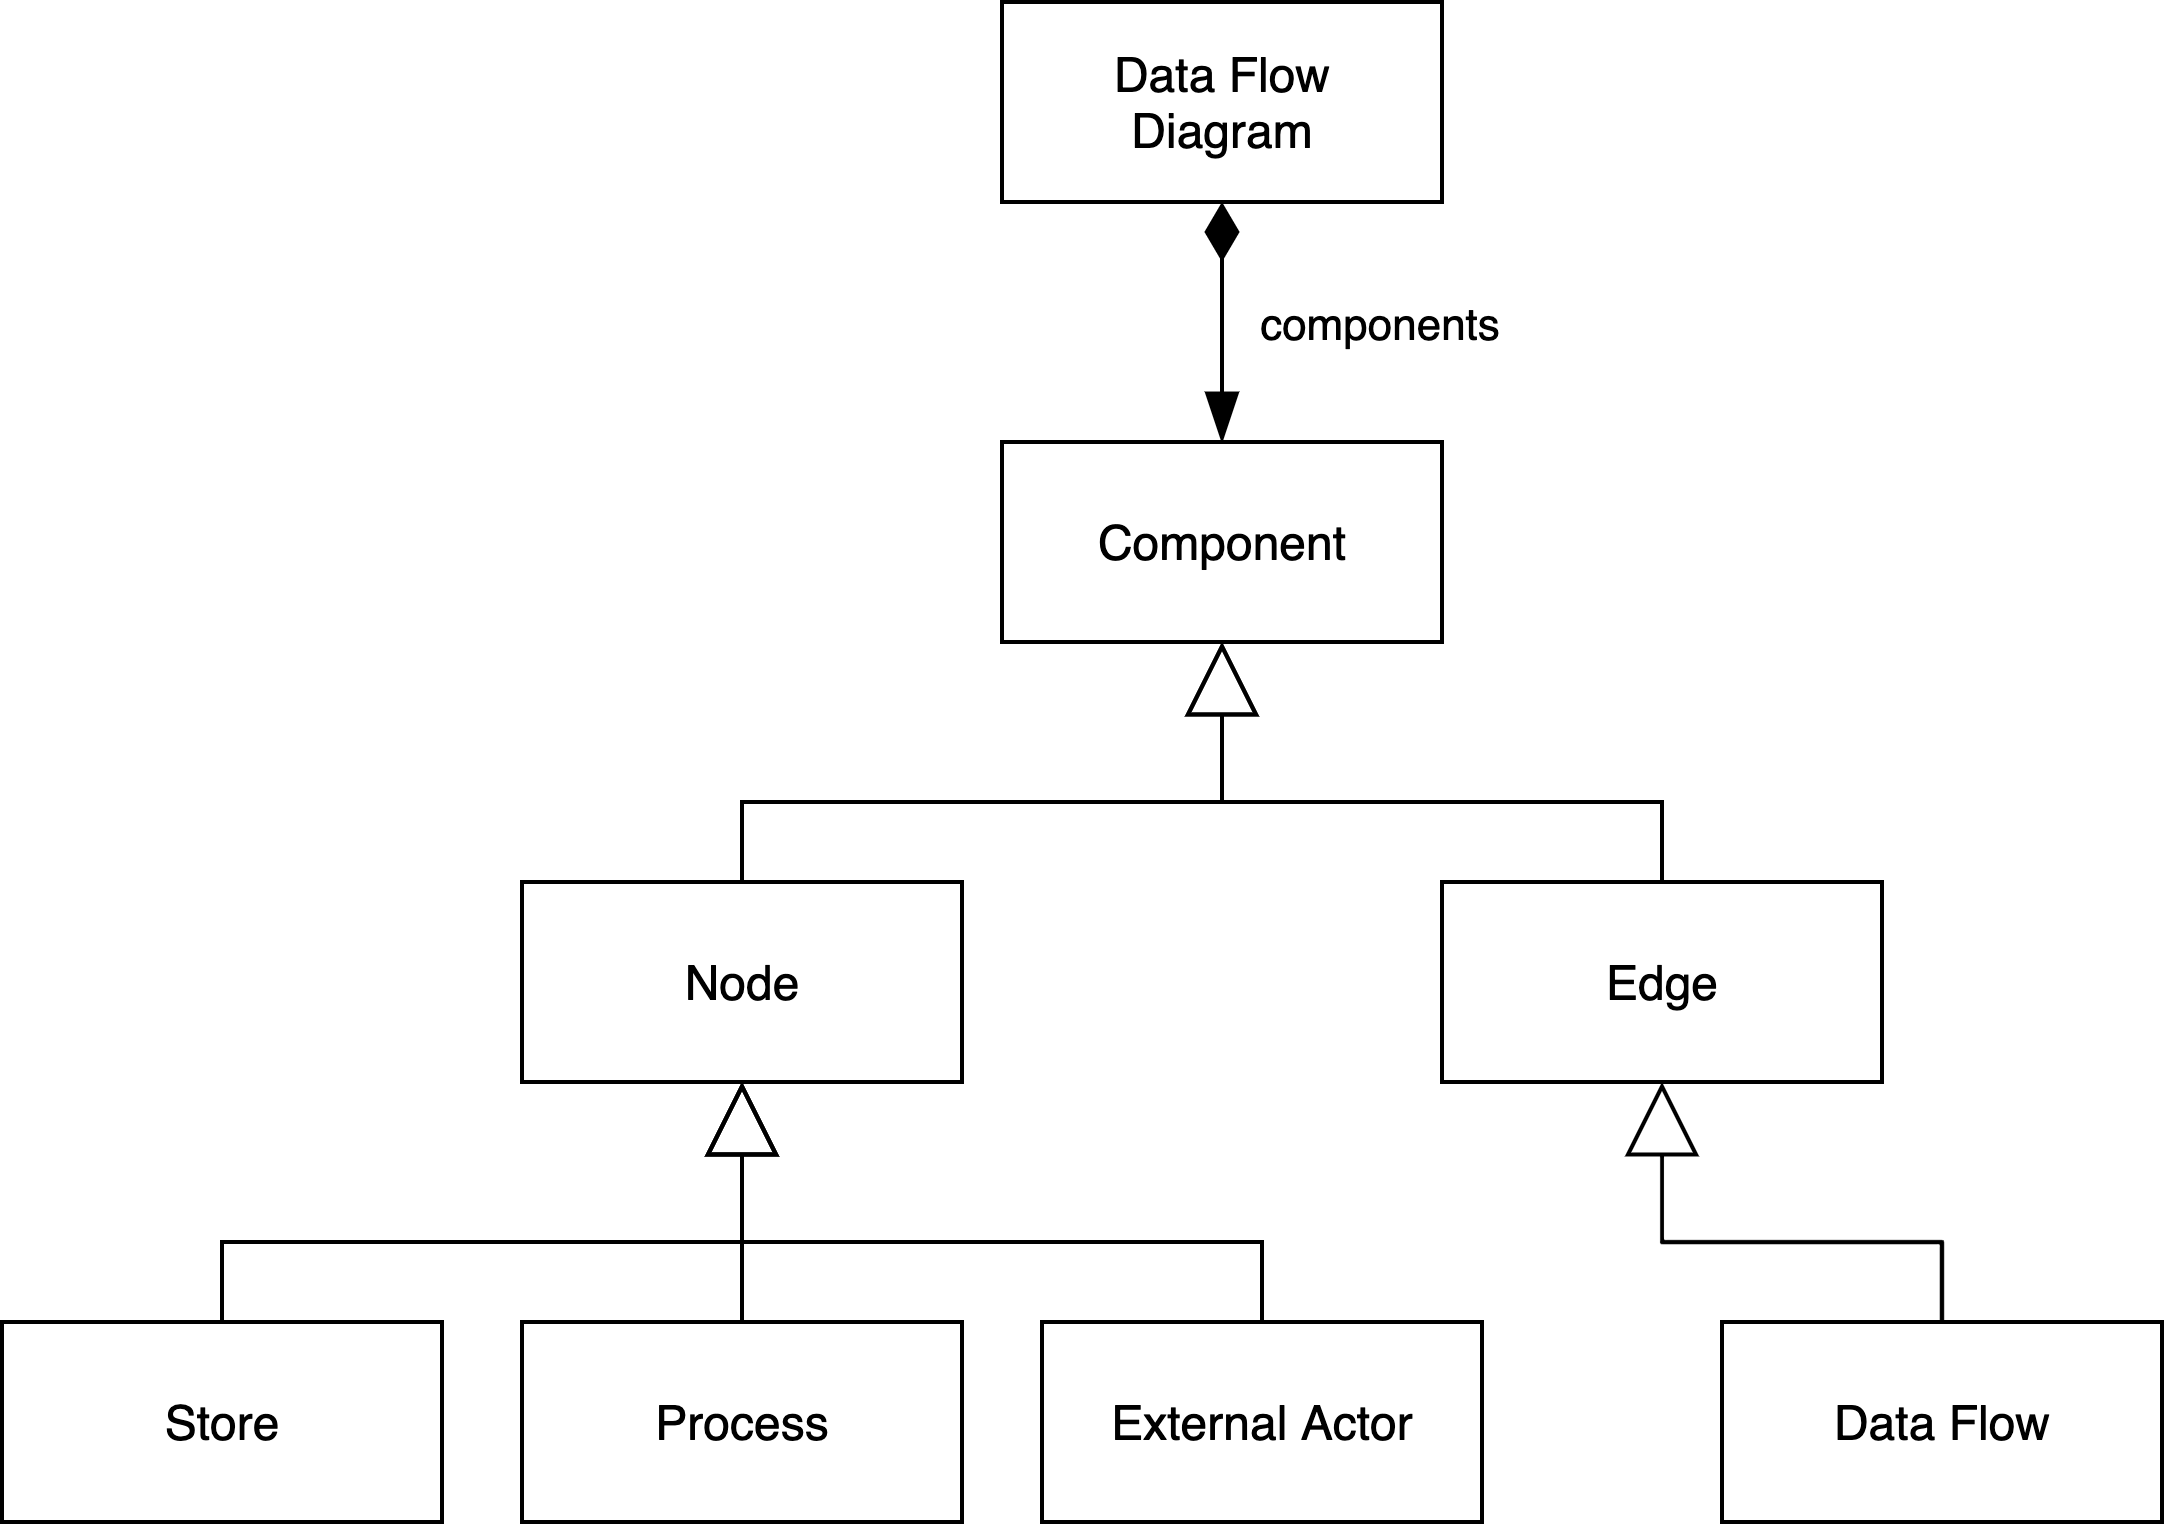 Data Flow
Diagram
components
Component
Node
Edge
Store
Process
External Actor
Data Flow